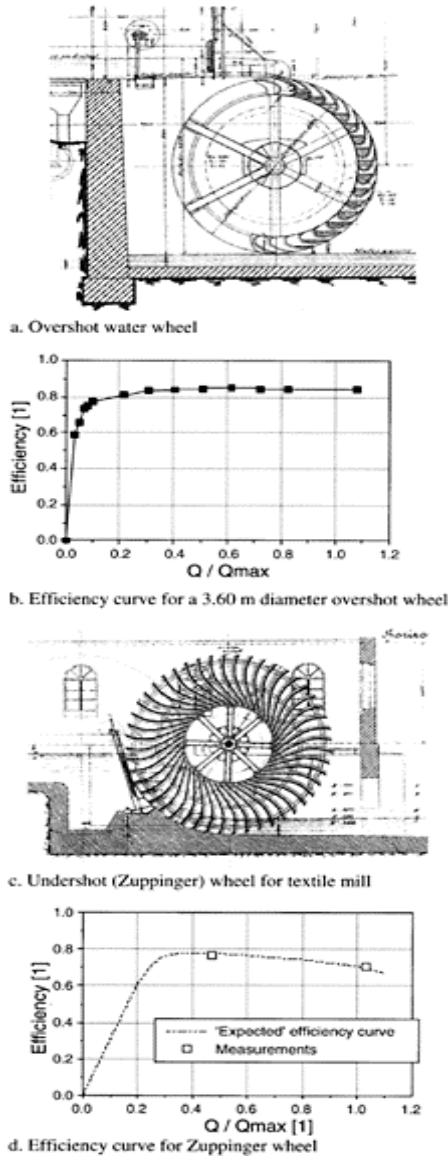 a. Overshot water wheel
1.0
0.8
0.6
0.4
0.2
0.0
Efficiency [1]
0.0 0.2 0.4 0.6 0.8 1.0 1.2
Q / Qmax
b. Efficiency curve for a 3.60 m diameter overshot wheel
c. Undershot (Zuppinger) wheel for textile mill
1.0
0.8
0.6
0.4
0.2
0.0
Efficiency [1]
'Expected' efficiency curve
Measurements
0.0 0.2 0.4 0.6 0.8 1.0 1.2
Q / Qmax [1]
d. Efficiency curve for Zuppinger wheel